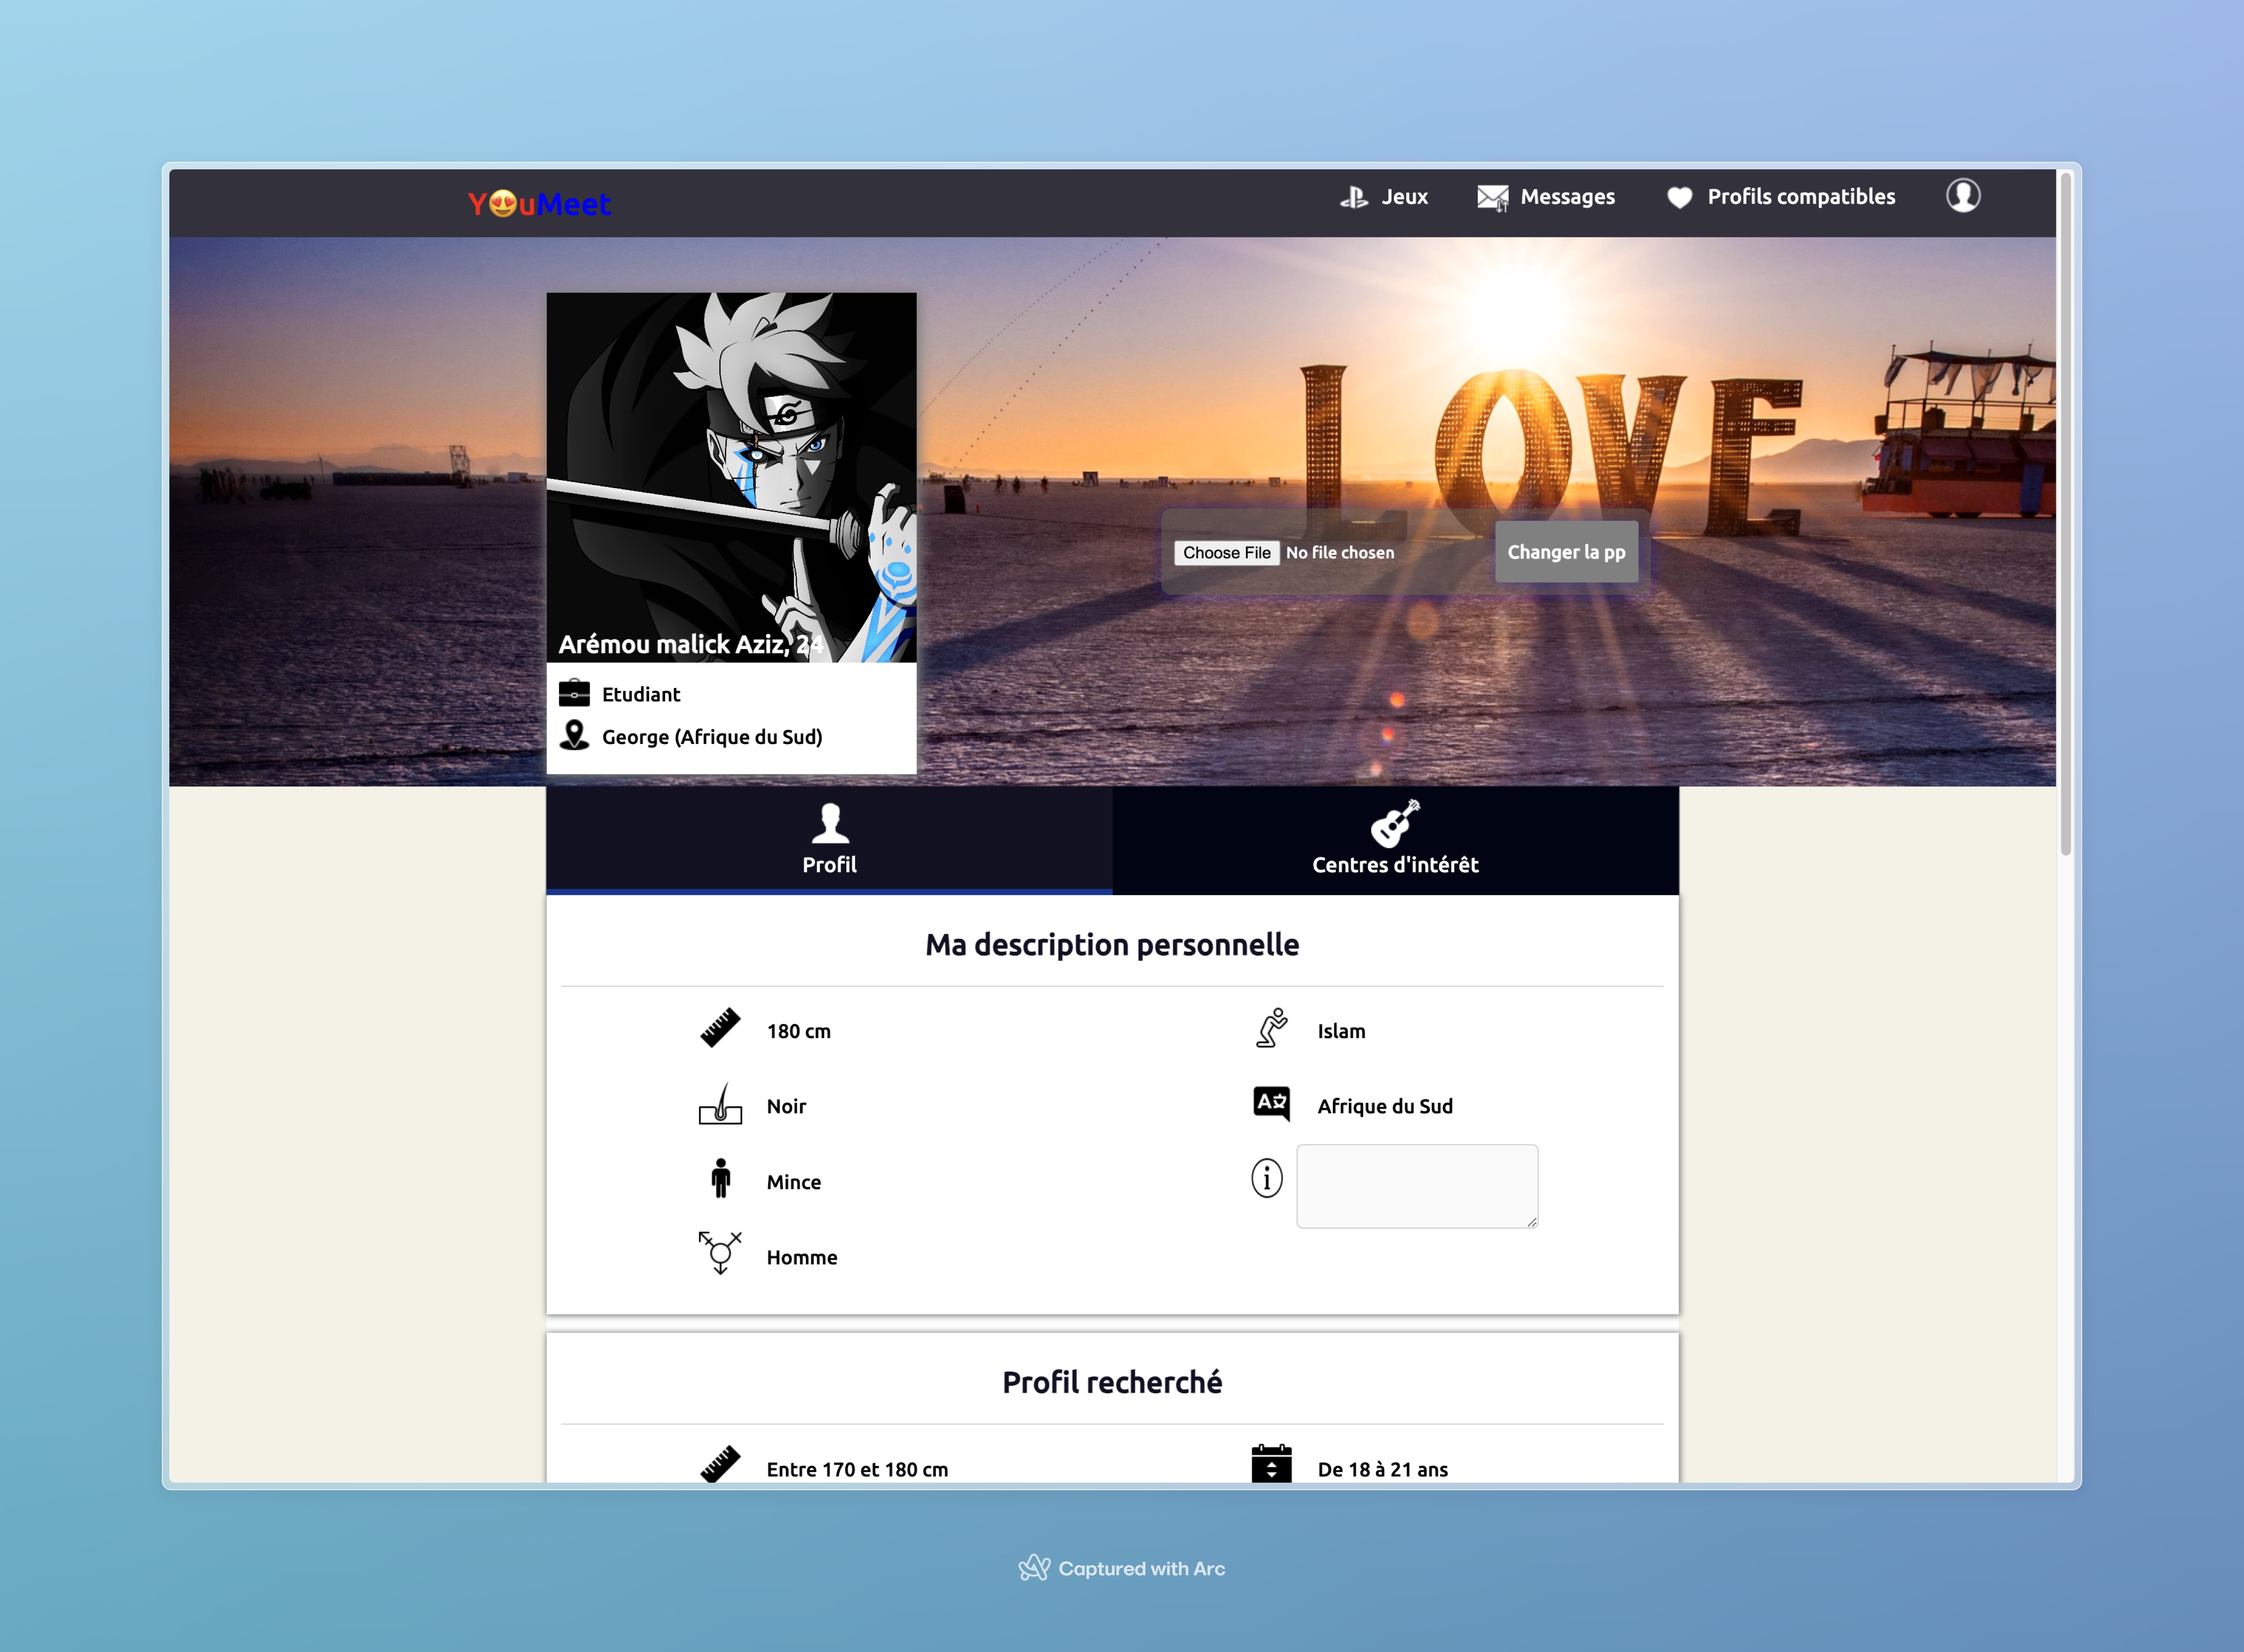 Y😍uMeet
Jeux
Messages
Profils compatibles
LOVE
Choose File No file chosen
Changer la pp
Arémou malick Aziz, 24
Etudiant
George (Afrique du Sud)
Profil
Centres d'intérêt
Ma description personnelle
180 cm
Islam
Noir
Afrique du Sud
Mince
Homme
Profil recherché
Entre 170 et 180 cm
De 18 à 21 ans
Captured with Arc